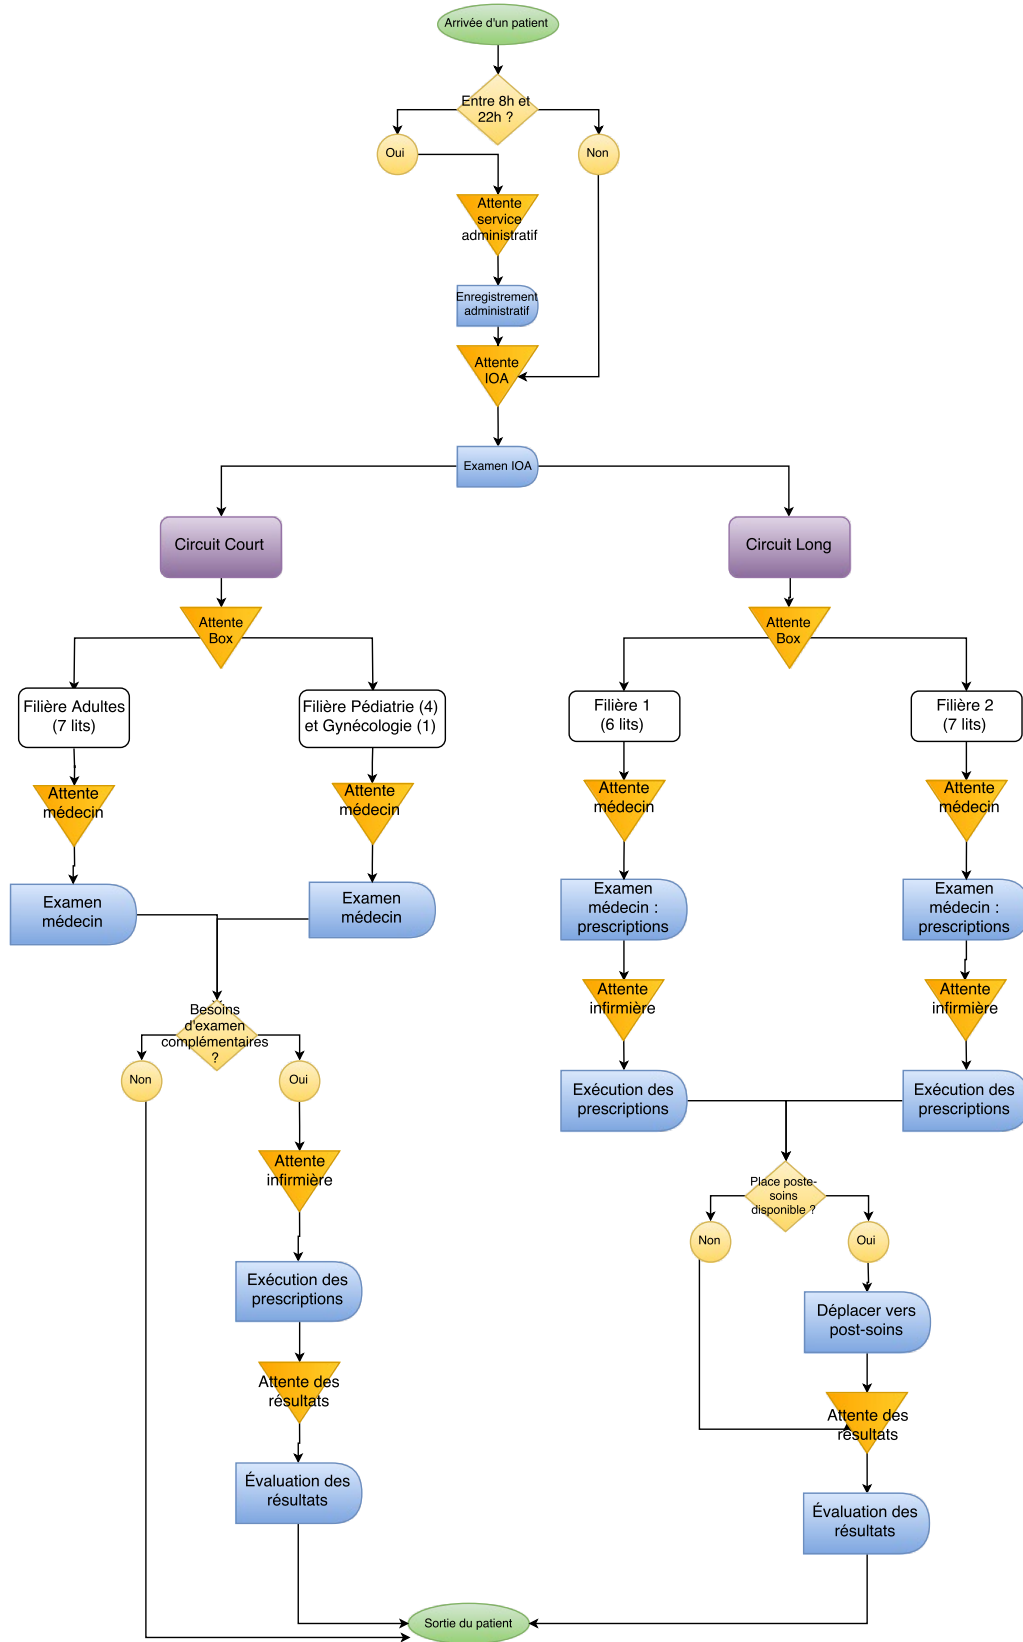 Arrivée d'un patient
Entre 8h et
22h ?
Oui
Non
Attente
service
administratif
Enregistrement
administratif
Attente
IOA
Examen IOA
Circuit Court
Circuit Long
Attente
Box
Attente
Box
Filière Adultes
(7 lits)
Filière Pédiatrie (4)
et Gynécologie (1)
Filière 1
(6 lits)
Filière 2
(7 lits)
Attente
médecin
Attente
médecin
Attente
médecin
Attente
médecin
Examen
médecin
Examen
médecin
Examen
médecin :
prescriptions
Examen
médecin :
prescriptions
Attente
infirmière
Attente
infirmière
Besoins
d'examen
complémentaires
?
Non
Oui
Exécution des
prescriptions
Exécution des
prescriptions
Attente
infirmière
Place poste-
soins
disponible ?
Non
Oui
Exécution des
prescriptions
Déplacer vers
post-soins
Attente des
résultats
Attente des
résultats
Évaluation des
résultats
Évaluation des
résultats
Sortie du patient